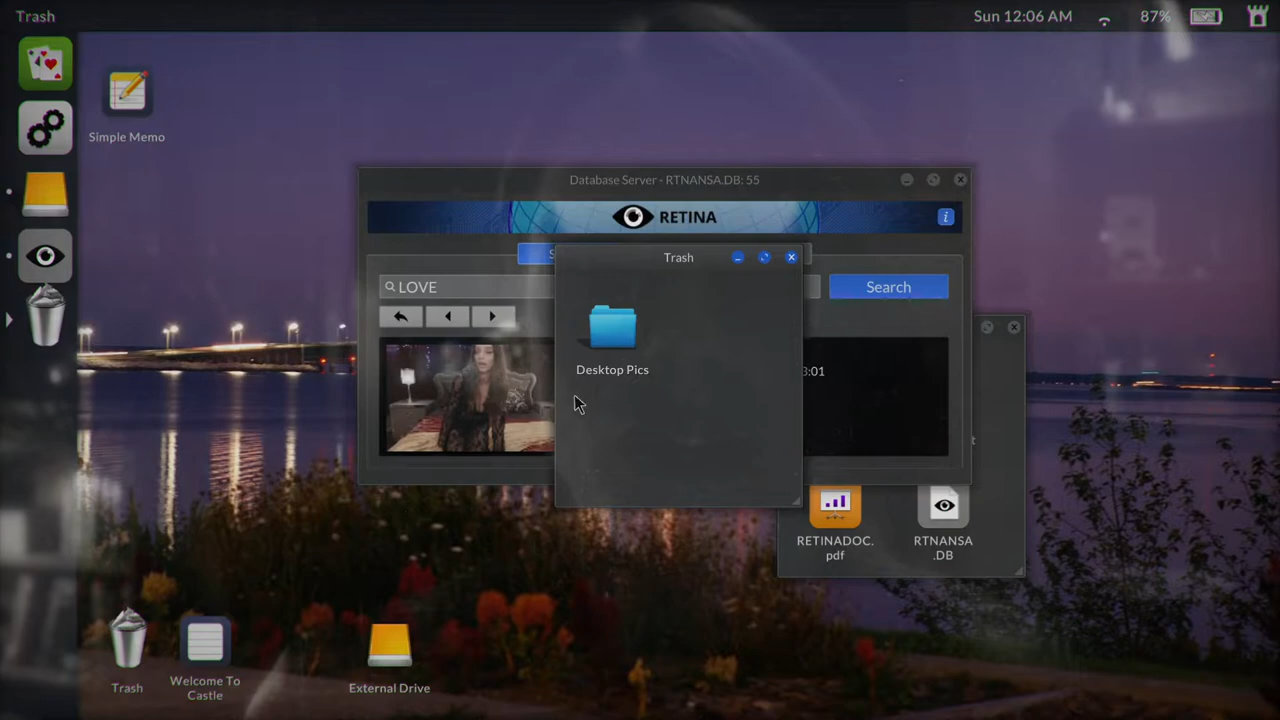 Trash
Sun 12:06 AM
87%
Simple Memo
Database Server - RTNANSA.DB: 55
RETINA
i
S
Trash
LOVE
Search
Desktop Pics
3:01
t
RETINADOC.
pdf
RTNANSA
.DB
Trash
Welcome To
Castle
External Drive